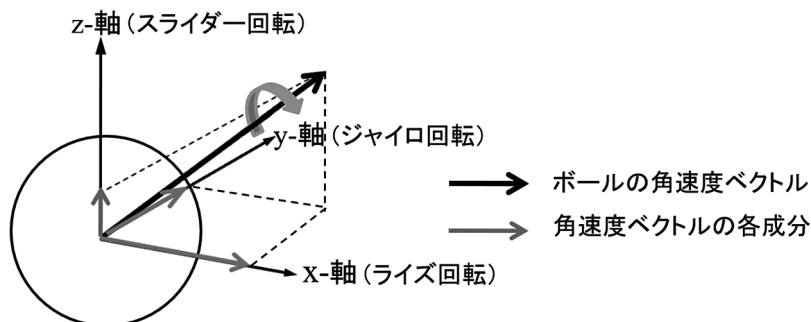 z-軸（スライダー回転）
y-軸（ジャイロ回転）
ボールの角速度ベクトル
角速度ベクトルの各成分
x-軸（ライズ回転）